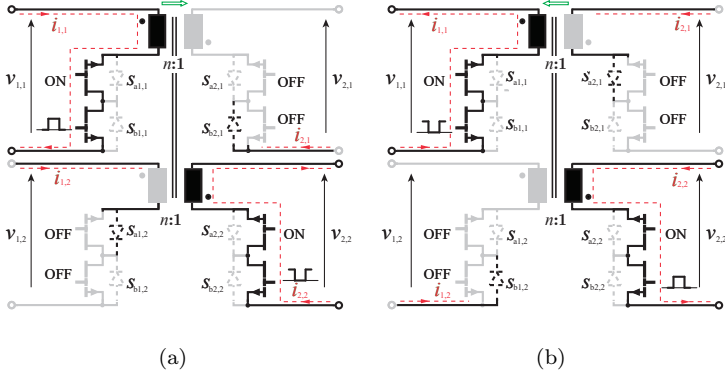 i1,1
v1,1
ON
sa1,1
sb1,1
n:1
sa2,1
sb2,1
OFF
OFF
v2,1
i2,1
i1,2
v1,2
OFF
OFF
sa1,2
sb1,2
n:1
sa2,2
sb2,2
ON
v2,2
i2,2
(a)
i1,1
v1,1
ON
sa1,1
sb1,1
n:1
i2,1
sa2,1
sb2,1
OFF
OFF
v2,1
v1,2
OFF
OFF
sa1,2
sb1,2
i1,2
n:1
i2,2
sa2,2
sb2,2
ON
v2,2
(b)